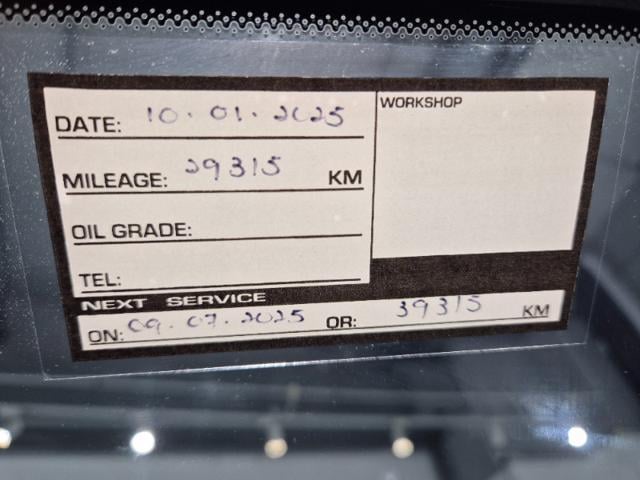 DATE: 10.01.2025
WORKSHOP
MILEAGE: 29315 KM
OIL GRADE:
TEL:
NEXT SERVICE
ON: 09.07.2025 OR: 39315 KM